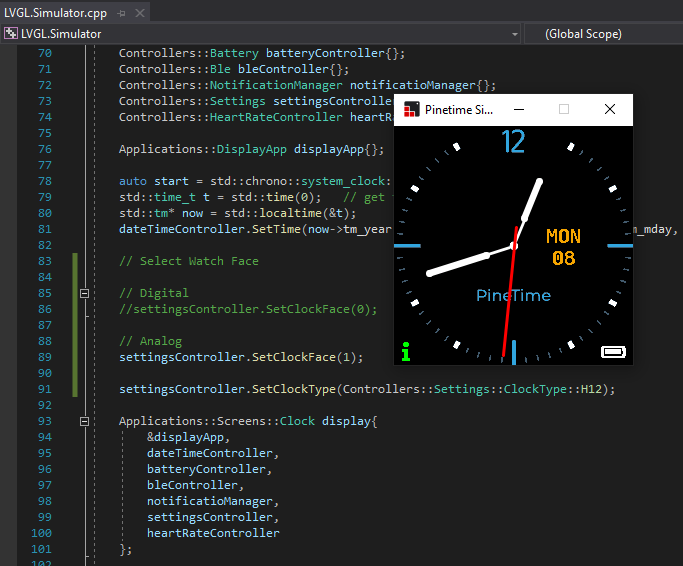 LVGL.Simulator.cpp
LVGL.Simulator
(Global Scope)
70 Controllers::Battery batteryController{};
71 Controllers::Ble bleController{};
72 Controllers::NotificationManager notificatioManager{};
73 Controllers::Settings settingsControlle
74 Controllers::HeartRateController heartR
75
76 Applications::DisplayApp displayApp{};
77
78 auto start = std::chrono::system_clock:
79 std::time_t t = std::time(0);   // get
80 std::tm* now = std::localtime(&t);
81 dateTimeController.SetTime(now->tm_year m_mday,
82
83 // Select Watch Face
84
85 // Digital
86 //settingsController.SetClockFace(0);
87
88 // Analog
89 settingsController.SetClockFace(1);
90
91 settingsController.SetClockType(Controllers::Settings::ClockType::H12);
92
93 Applications::Screens::Clock display{
94 &displayApp,
95 dateTimeController,
96 batteryController,
97 bleController,
98 notificatioManager,
99 settingsController,
100 heartRateController
101 };
102
Pinetime Si...
12
MON
08
PineTime
i